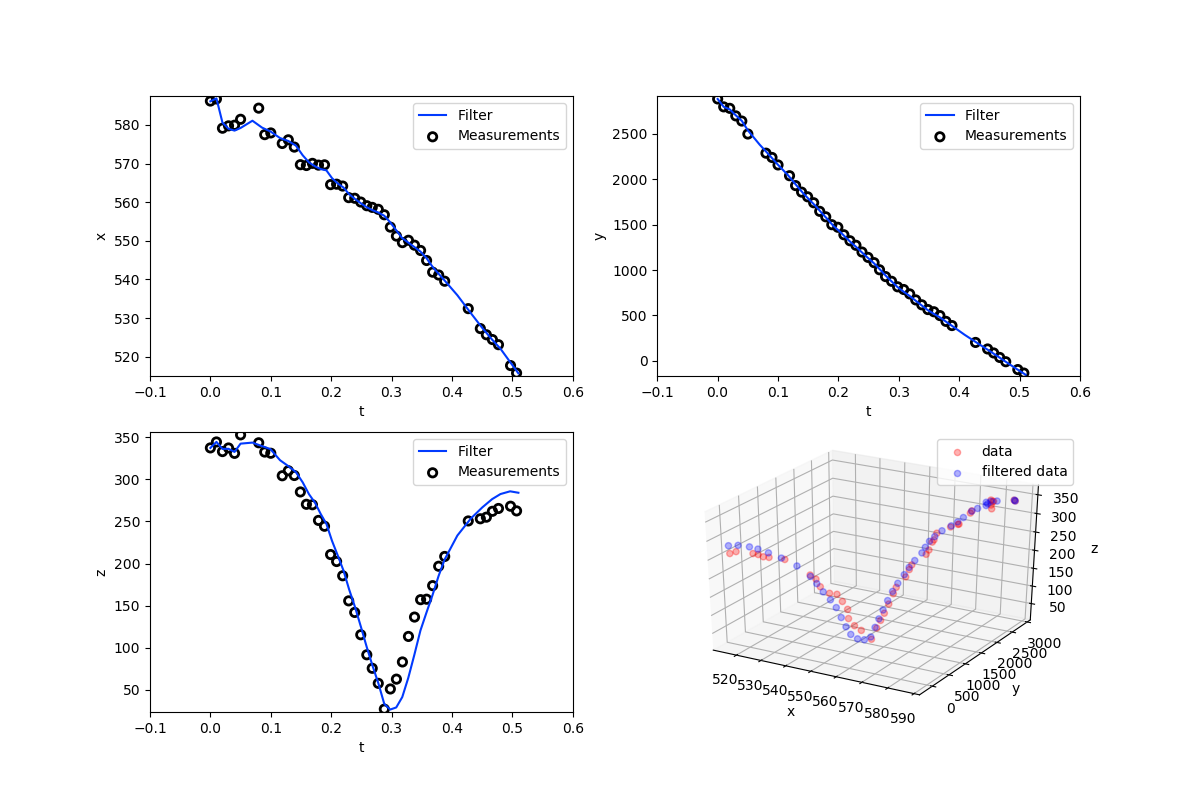 Filter
Measurements
580
570
560
550
540
530
520
x
−0.1 0.0 0.1 0.2 0.3 0.4 0.5 0.6
t
Filter
Measurements
2500
2000
1500
1000
500
0
y
−0.1 0.0 0.1 0.2 0.3 0.4 0.5 0.6
t
Filter
Measurements
350
300
250
200
150
100
50
z
−0.1 0.0 0.1 0.2 0.3 0.4 0.5 0.6
t
data
filtered data
350
300
250
200
150
100
50
z
520 530 540 550 560 570 580 590
x
0 500 1000 1500 2000 2500 3000
y